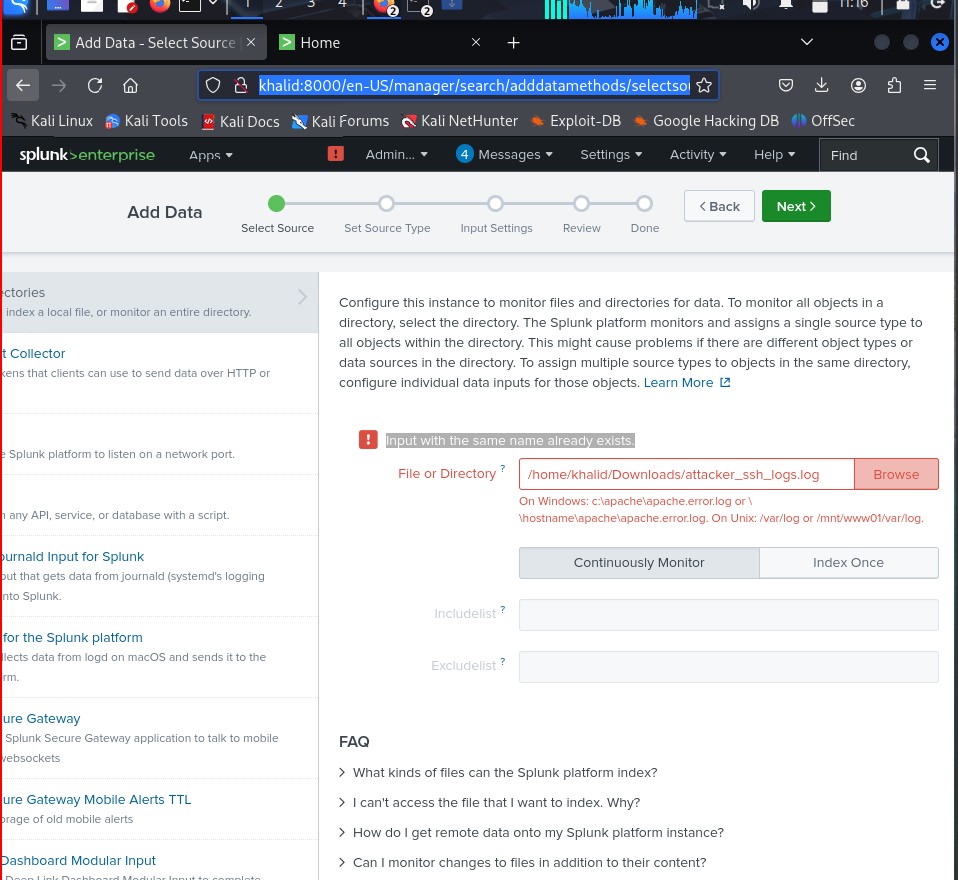 1 2 3 4 2 2 11:16
Add Data - Select Source
Home
khalid:8000/en-US/manager/search/adddatamethods/selectsou
Kali Linux Kali Tools Kali Docs Kali Forums Kali NetHunter Exploit-DB Google Hacking DB OffSec
splunk>enterprise Apps Admin... 4 Messages Settings Activity Help Find
Add Data
Select Source Set Source Type Input Settings Review Done
< Back Next >
ectories
index a local file, or monitor an entire directory.
t Collector
kens that clients can use to send data over HTTP or
e Splunk platform to listen on a network port.
any API, service, or database with a script.
ournald Input for Splunk
out that gets data from journald (systemd's logging
nto Splunk.
for the Splunk platform
llects data from logd on macOS and sends it to the
rm.
ure Gateway
Splunk Secure Gateway application to talk to mobile
websockets
ure Gateway Mobile Alerts TTL
orage of old mobile alerts
Dashboard Modular Input
Deep Link Dashboard Modular Input to complete
Configure this instance to monitor files and directories for data. To monitor all objects in a
directory, select the directory. The Splunk platform monitors and assigns a single source type to
all objects within the directory. This might cause problems if there are different object types or
data sources in the directory. To assign multiple source types to objects in the same directory,
configure individual data inputs for those objects. Learn More
Input with the same name already exists.
File or Directory ? /home/khalid/Downloads/attacker_ssh_logs.log Browse
On Windows: c:\apache\apache.error.log or \
\hostname\apache\apache.error.log. On Unix: /var/log or /mnt/www01/var/log.
Continuously Monitor Index Once
Includelist ?
Excludelist ?
FAQ
> What kinds of files can the Splunk platform index?
> I can't access the file that I want to index. Why?
> How do I get remote data onto my Splunk platform instance?
> Can I monitor changes to files in addition to their content?